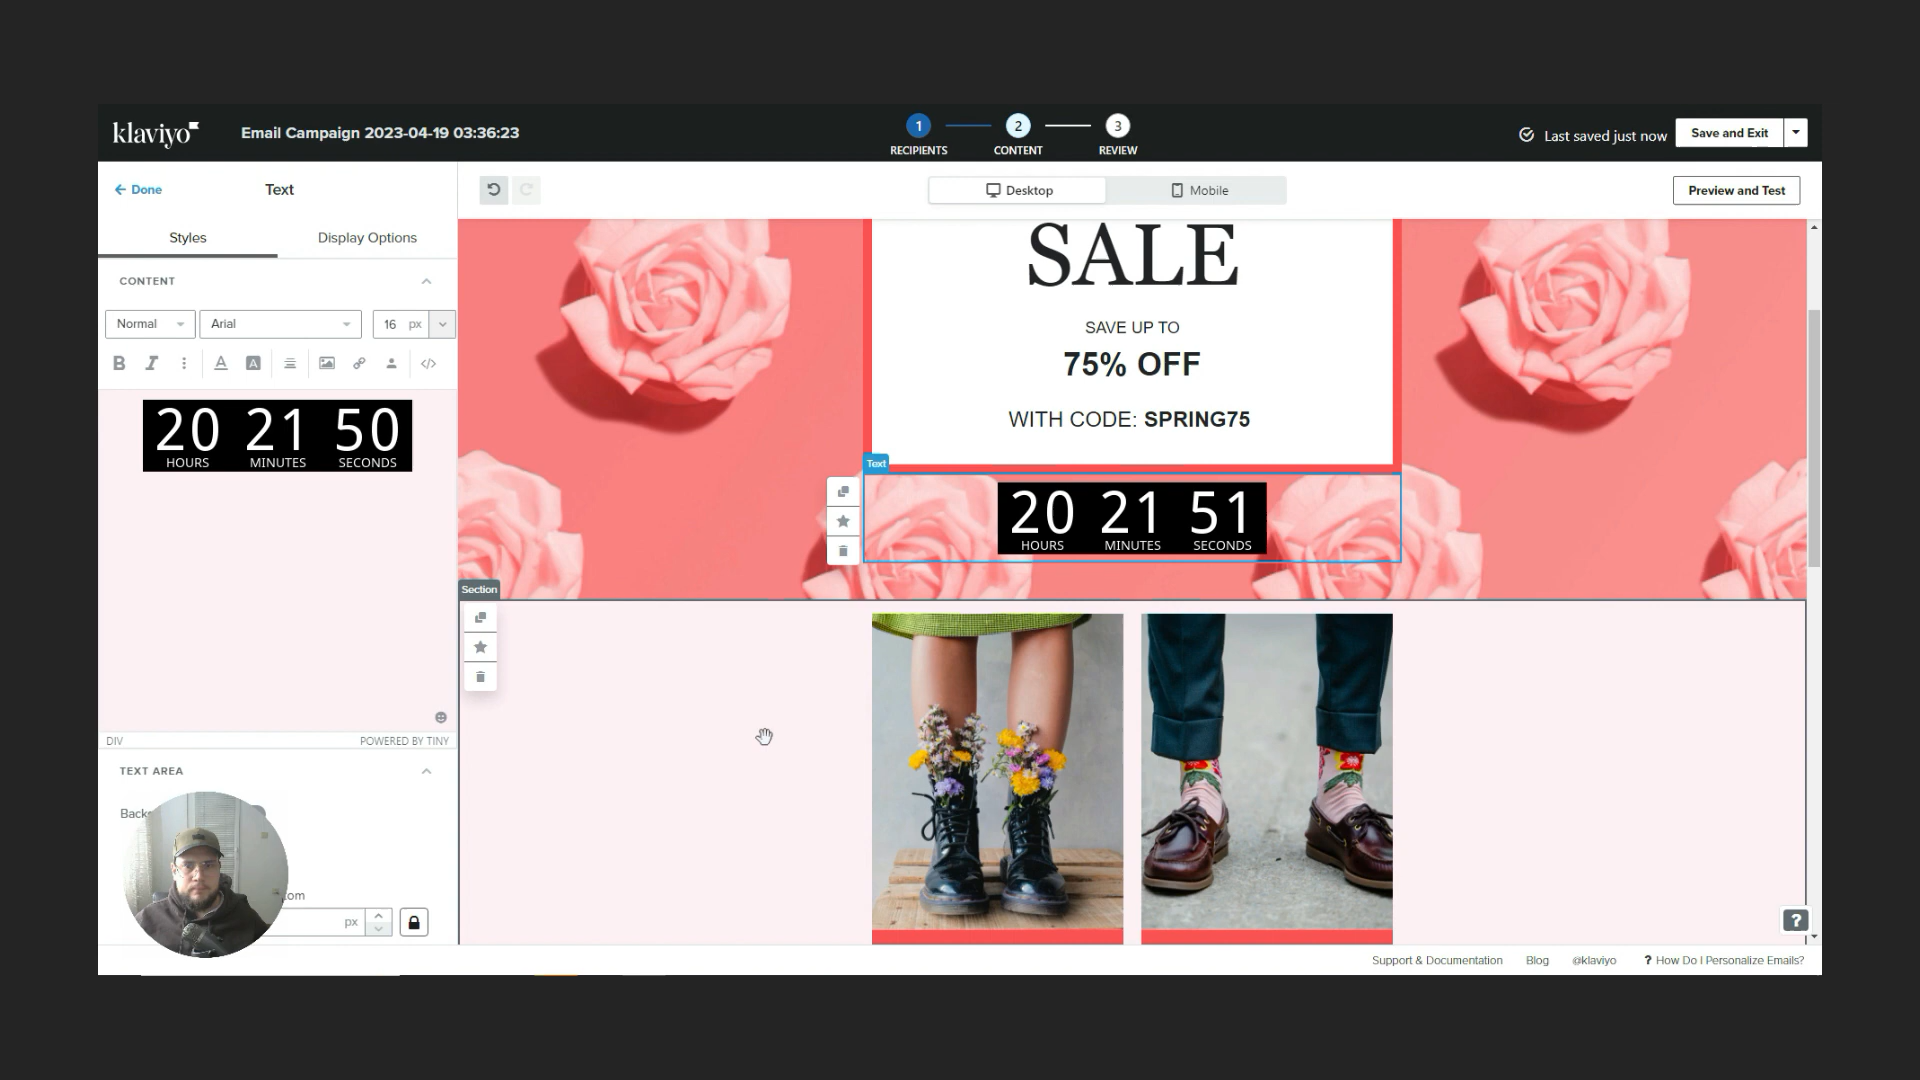 klaviyo
Email Campaign 2023-04-19 03:36:23
1 2 3
RECIPIENTS CONTENT REVIEW
Last saved just now
Save and Exit
Done
Text
Desktop
Mobile
Preview and Test
Styles
Display Options
CONTENT
Normal
Arial
16 px
B I A A </>
20 21 50
HOURS MINUTES SECONDS
DIV
POWERED BY TINY
TEXT AREA
px
SALE
SAVE UP TO
75% OFF
WITH CODE: SPRING75
Text
20 21 51
HOURS MINUTES SECONDS
Section
?
Support & Documentation
Blog
@klaviyo
? How Do I Personalize Emails?